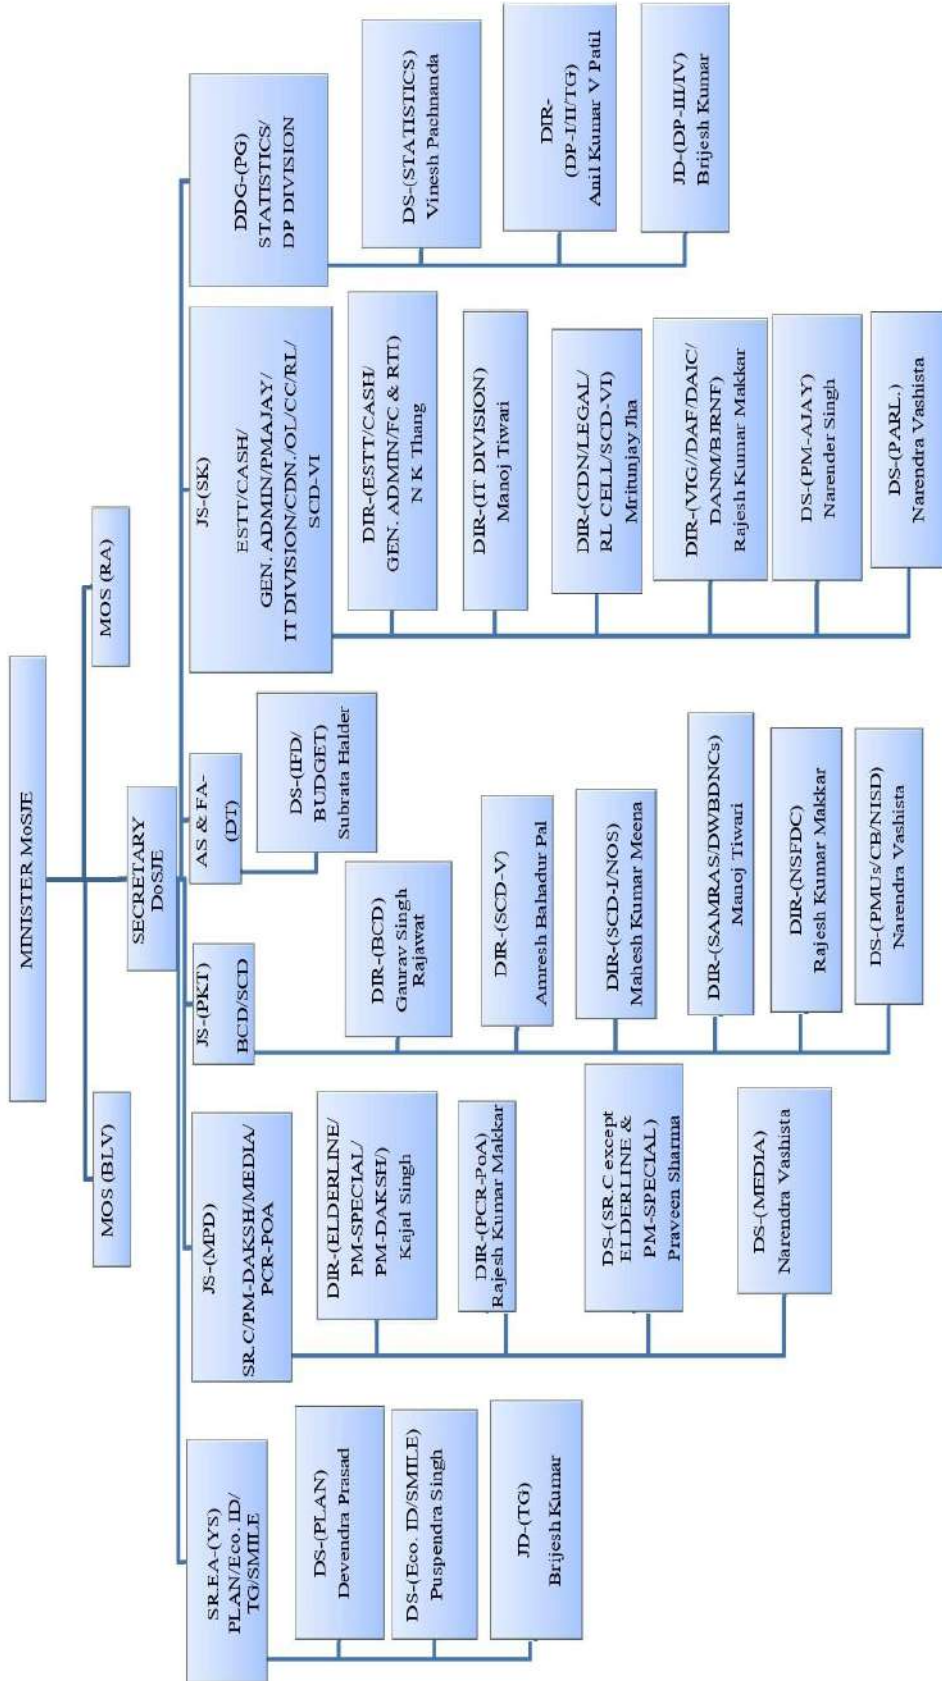 MINISTER MoSJE
MOS (BLV)
MOS (RA)
SECRETARY
DoSJE
SR.EA-(YS)
PLAN/Eco. ID/
TG/SMILE
DS-(PLAN)
Devendra Prasad
DS-(Eco. ID/SMILE)
Puspendra Singh
JD-(TG)
Brijesh Kumar
JS-(MPD)
SR.C/PM-DAKSH/MEDIA/
PCR-POA
DIR-(ELDERLINE/
PM-SPECIAL/
PM-DAKSH/)
Kajal Singh
DIR-(PCR-PoA)
Rajesh Kumar Makkar
DS-(SR.C except
ELDERLINE &
PM-SPECIAL)
Praveen Sharma
DS-(MEDIA)
Narendra Vashista
JS-(PKT)
BCD/SCD
DIR-(BCD)
Gaurav Singh
Rajawat
DIR-(SCD-V)
Amresh Bahadur Pal
DIR-(SCD-I/NOS)
Mahesh Kumar Meena
DIR-(SAMRAS/DWBDNCs)
Manoj Tiwari
DIR-(NSFDC)
Rajesh Kumar Makkar
DS-(PMUs/CB/NISD)
Narendra Vashista
AS & FA-
(DT)
DS-(IFD/
BUDGET)
Subrata Halder
JS-(SK)
ESTT/CASH/
GEN. ADMIN/PMAJAY/
IT DIVISION/CDN./OL/CC/RL/
SCD-VI
DIR-(ESTT/CASH/
GEN. ADMIN/FC & RTI)
N K Thang
DIR-(IT DIVISION)
Manoj Tiwari
DIR-(CDN/LEGAL/
RL CELL/SCD-VI)
Mritunjay Jha
DIR-(VIG//DAF/DAIC/
DANM/BJRNF)
Rajesh Kumar Makkar
DS-(PM-AJAY)
Narender Singh
DS-(PARL.)
Narendra Vashista
DDG-(PG)
STATISTICS/
DP DIVISION
DS-(STATISTICS)
Vinesh Pachnanda
DIR-
(DP-I/II/TG)
Anil Kumar V Patil
JD-(DP-III/IV)
Brijesh Kumar